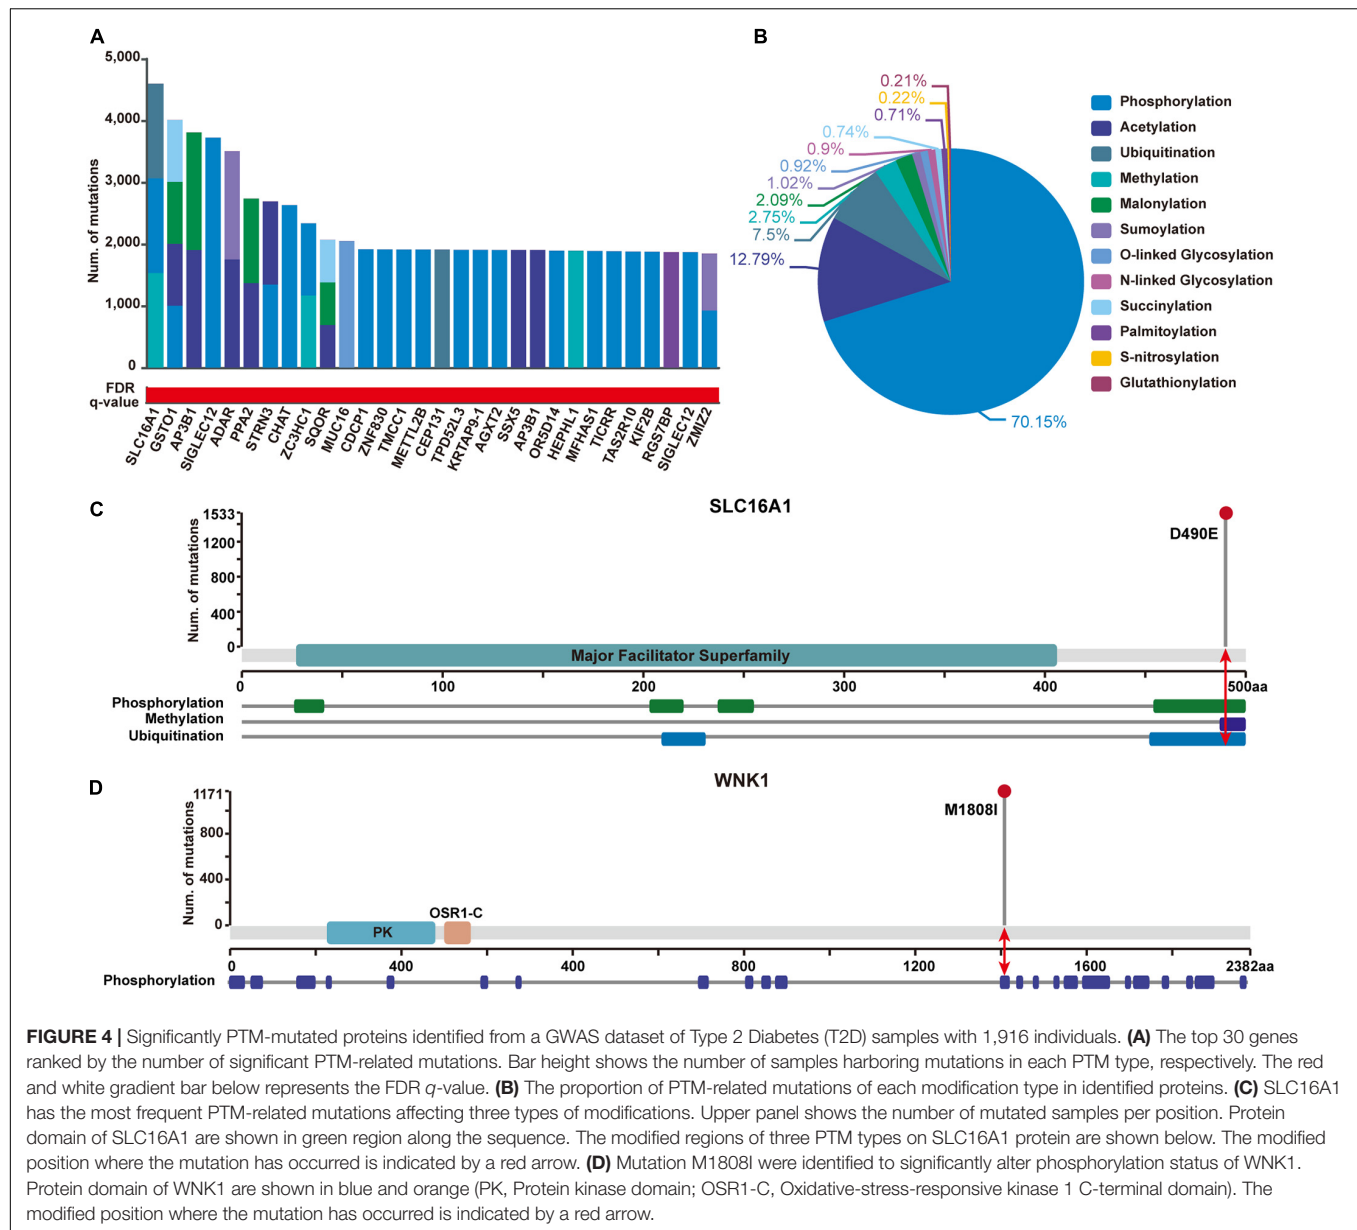 A
5,000
4,000
3,000
2,000
1,000
0
Num. of mutations
FDR
q-value
SLC16A1
GSTO1
AP3B1
SIGLEC12
ADAR
PPA2
STRN3
CHAT
ZC3HC1
SQOR
MUC16
CDCP1
ZNF830
TMCC1
METTL2B
CEP131
TPD52L3
KRTAP9-1
AGXT2
SSX5
AP3B1
OR5D14
HEPHL1
MFHAS1
TICRR
TAS2R10
KIF2B
RGS7BP
SIGLEC12
ZMIZ2
B
0.21%
0.22%
0.71%
0.74%
0.9%
0.92%
1.02%
2.09%
2.75%
7.5%
12.79%
70.15%
Phosphorylation
Acetylation
Ubiquitination
Methylation
Malonylation
Sumoylation
O-linked Glycosylation
N-linked Glycosylation
Succinylation
Palmitoylation
S-nitrosylation
Glutathionylation
C
SLC16A1
1533
1200
800
400
0
Num. of mutations
D490E
Major Facilitator Superfamily
0 100 200 300 400 500aa
Phosphorylation
Methylation
Ubiquitination
D
WNK1
1171
800
400
0
Num. of mutations
M1808I
OSR1-C
PK
0 400 400 800 1200 1600 2382aa
Phosphorylation
FIGURE 4 | Significantly PTM-mutated proteins identified from a GWAS dataset of Type 2 Diabetes (T2D) samples with 1,916 individuals. (A) The top 30 genes
ranked by the number of significant PTM-related mutations. Bar height shows the number of samples harboring mutations in each PTM type, respectively. The red
and white gradient bar below represents the FDR q-value. (B) The proportion of PTM-related mutations of each modification type in identified proteins. (C) SLC16A1
has the most frequent PTM-related mutations affecting three types of modifications. Upper panel shows the number of mutated samples per position. Protein
domain of SLC16A1 are shown in green region along the sequence. The modified regions of three PTM types on SLC16A1 protein are shown below. The modified
position where the mutation has occurred is indicated by a red arrow. (D) Mutation M1808I were identified to significantly alter phosphorylation status of WNK1.
Protein domain of WNK1 are shown in blue and orange (PK, Protein kinase domain; OSR1-C, Oxidative-stress-responsive kinase 1 C-terminal domain). The
modified position where the mutation has occurred is indicated by a red arrow.